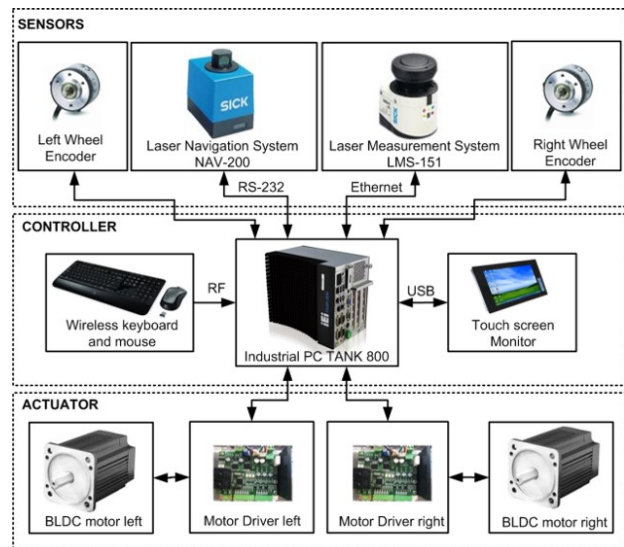 SENSORS
Left Wheel
Encoder
SICK
Laser Navigation System
NAV-200
SICK
Laser Measurement System
LMS-151
Right Wheel
Encoder
RS-232
Ethernet
CONTROLLER
Wireless keyboard
and mouse
RF
Industrial PC TANK 800
USB
Touch screen
Monitor
ACTUATOR
BLDC motor left
Motor Driver left
Motor Driver right
BLDC motor right